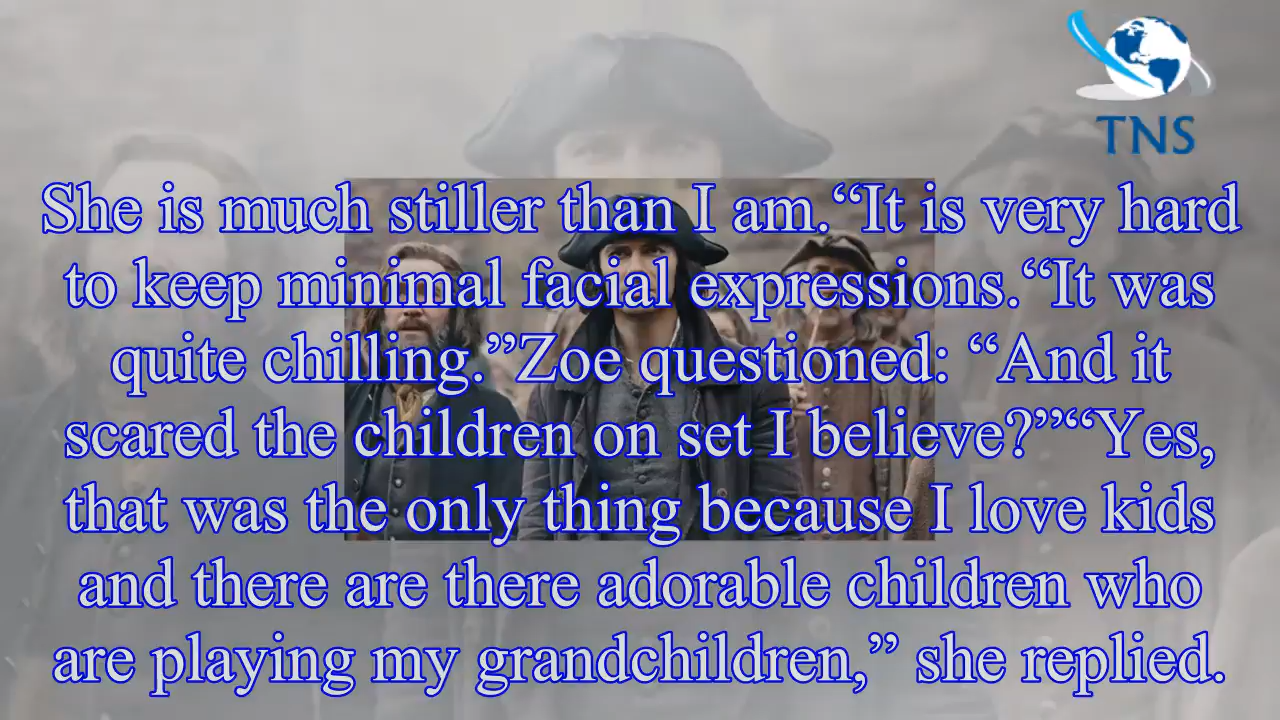 TNS
She is much stiller than I am.“It is very hard
to keep minimal facial expressions.“It was
quite chilling.”Zoe questioned: “And it
scared the children on set I believe?”“Yes,
that was the only thing because I love kids
and there are there adorable children who
are playing my grandchildren,” she replied.